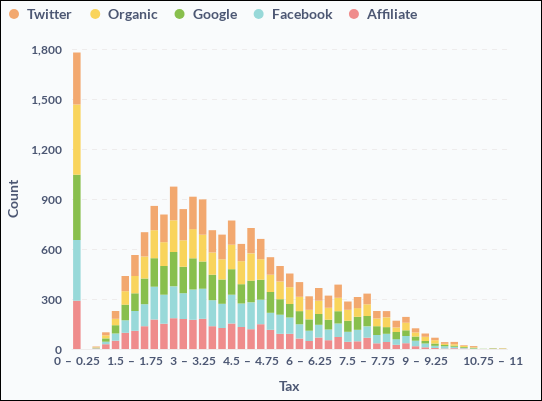 Twitter Organic Google Facebook Affiliate
1,800
1,500
1,200
900
600
300
0
Count
0 – 0.25 1.5 – 1.75 3 – 3.25 4.5 – 4.75 6 – 6.25 7.5 – 7.75 9 – 9.25 10.75 – 11
Tax